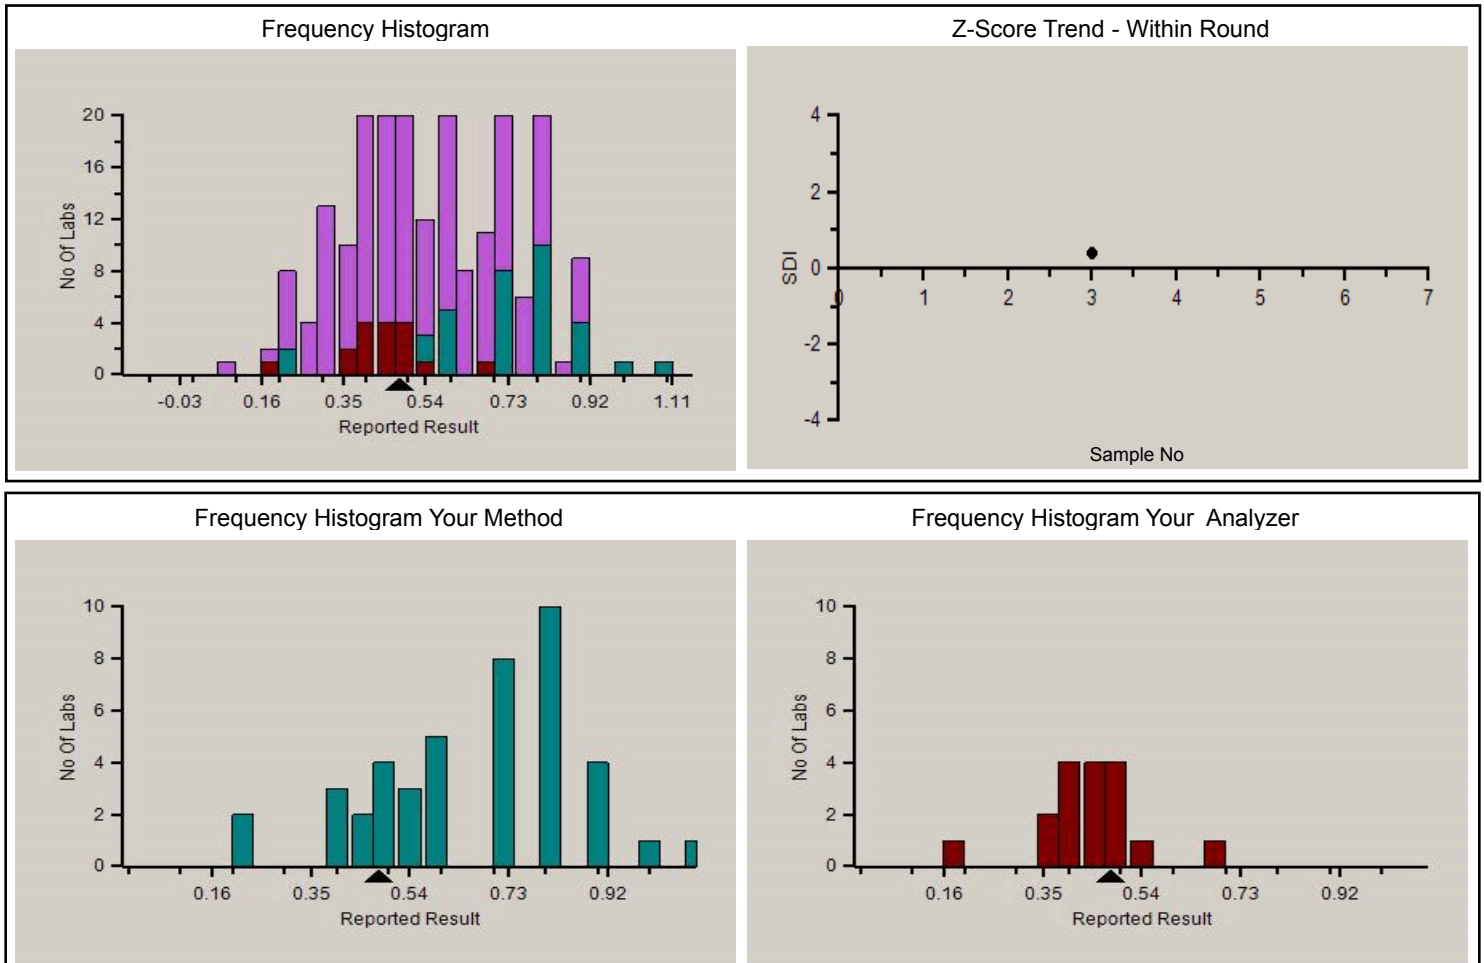 Frequency Histogram
20
16
12
8
4
0
No Of Labs
-0.03 0.16 0.35 0.54 0.73 0.92 1.11
Reported Result
Z-Score Trend - Within Round
4
2
0
-2
-4
SDI
0 1 2 3 4 5 6 7
Sample No
Frequency Histogram Your Method
10
8
6
4
2
0
No Of Labs
0.16 0.35 0.54 0.73 0.92
Reported Result
Frequency Histogram Your Analyzer
10
8
6
4
2
0
No Of Labs
0.16 0.35 0.54 0.73 0.92
Reported Result